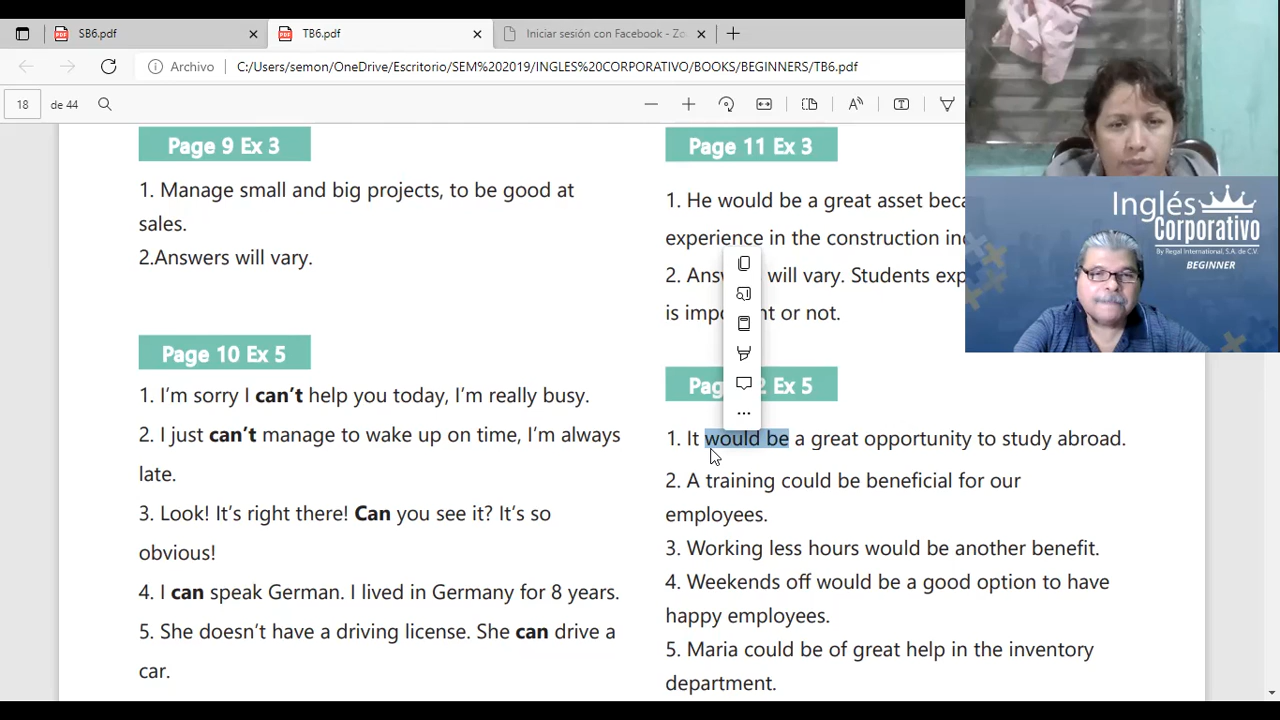 SB6.pdf
TB6.pdf
Iniciar sesión con Facebook - Zo
Archivo
C:/Users/semon/OneDrive/Escritorio/SEM%202019/INGLES%20CORPORATIVO/BOOKS/BEGINNERS/TB6.pdf
18
de 44
Page 9 Ex 3
1. Manage small and big projects, to be good at
sales.
2.Answers will vary.
Page 10 Ex 5
1. I'm sorry I can't help you today, I'm really busy.
2. I just can't manage to wake up on time, I'm always
late.
3. Look! It's right there! Can you see it? It's so
obvious!
4. I can speak German. I lived in Germany for 8 years.
5. She doesn't have a driving license. She can drive a
car.
Page 11 Ex 3
1. He would be a great asset beca
experience in the construction in
2. Ans will vary. Students exp
is imp nt or not.
Pag 2 Ex 5
1. It would be a great opportunity to study abroad.
2. A training could be beneficial for our
employees.
3. Working less hours would be another benefit.
4. Weekends off would be a good option to have
happy employees.
5. Maria could be of great help in the inventory
department.
Inglés
Corporativo
By Regal International, S.A. de C.V.
BEGINNER